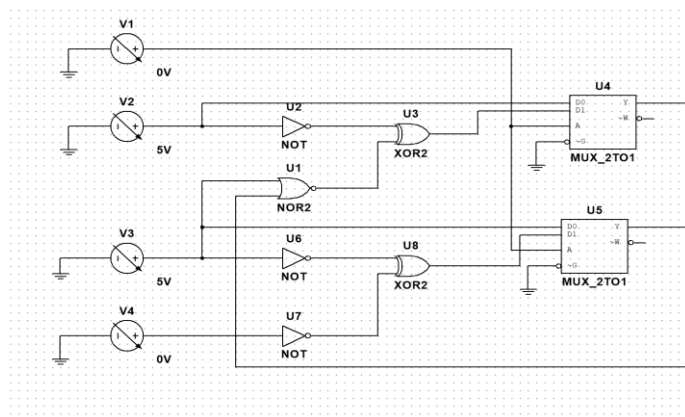 V1
0V
V2
5V
U2
NOT
U3
XOR2
U4
D0 Y
D1
~W
A
~G
MUX_2TO1
U1
NOR2
V3
5V
U6
NOT
U8
XOR2
U5
D0 Y
D1
~W
A
~G
MUX_2TO1
V4
0V
U7
NOT